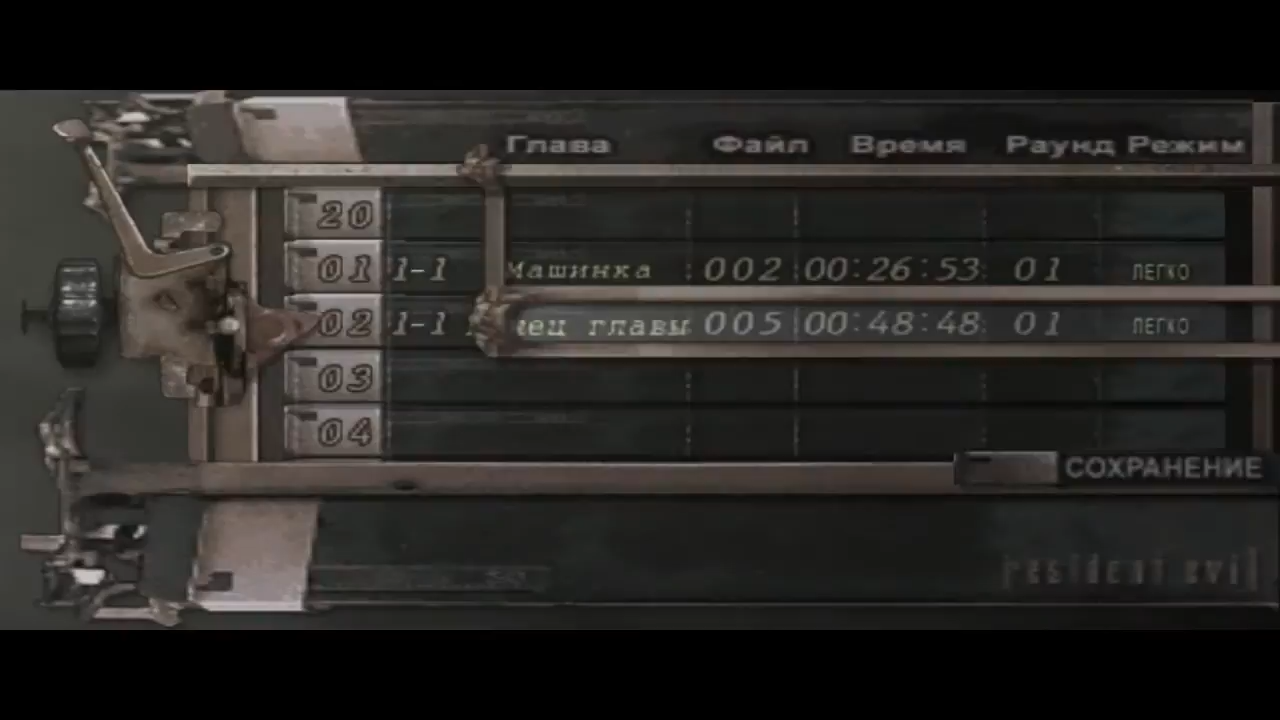 Глава Файл Время Раунд Режим
20
01 1-1 Машинка 002 00:26:53 01 ЛЕГКО
02 1-1 главы 005 00:48:48 01 ЛЕГКО
03
04
СОХРАНЕНИЕ
resident evil